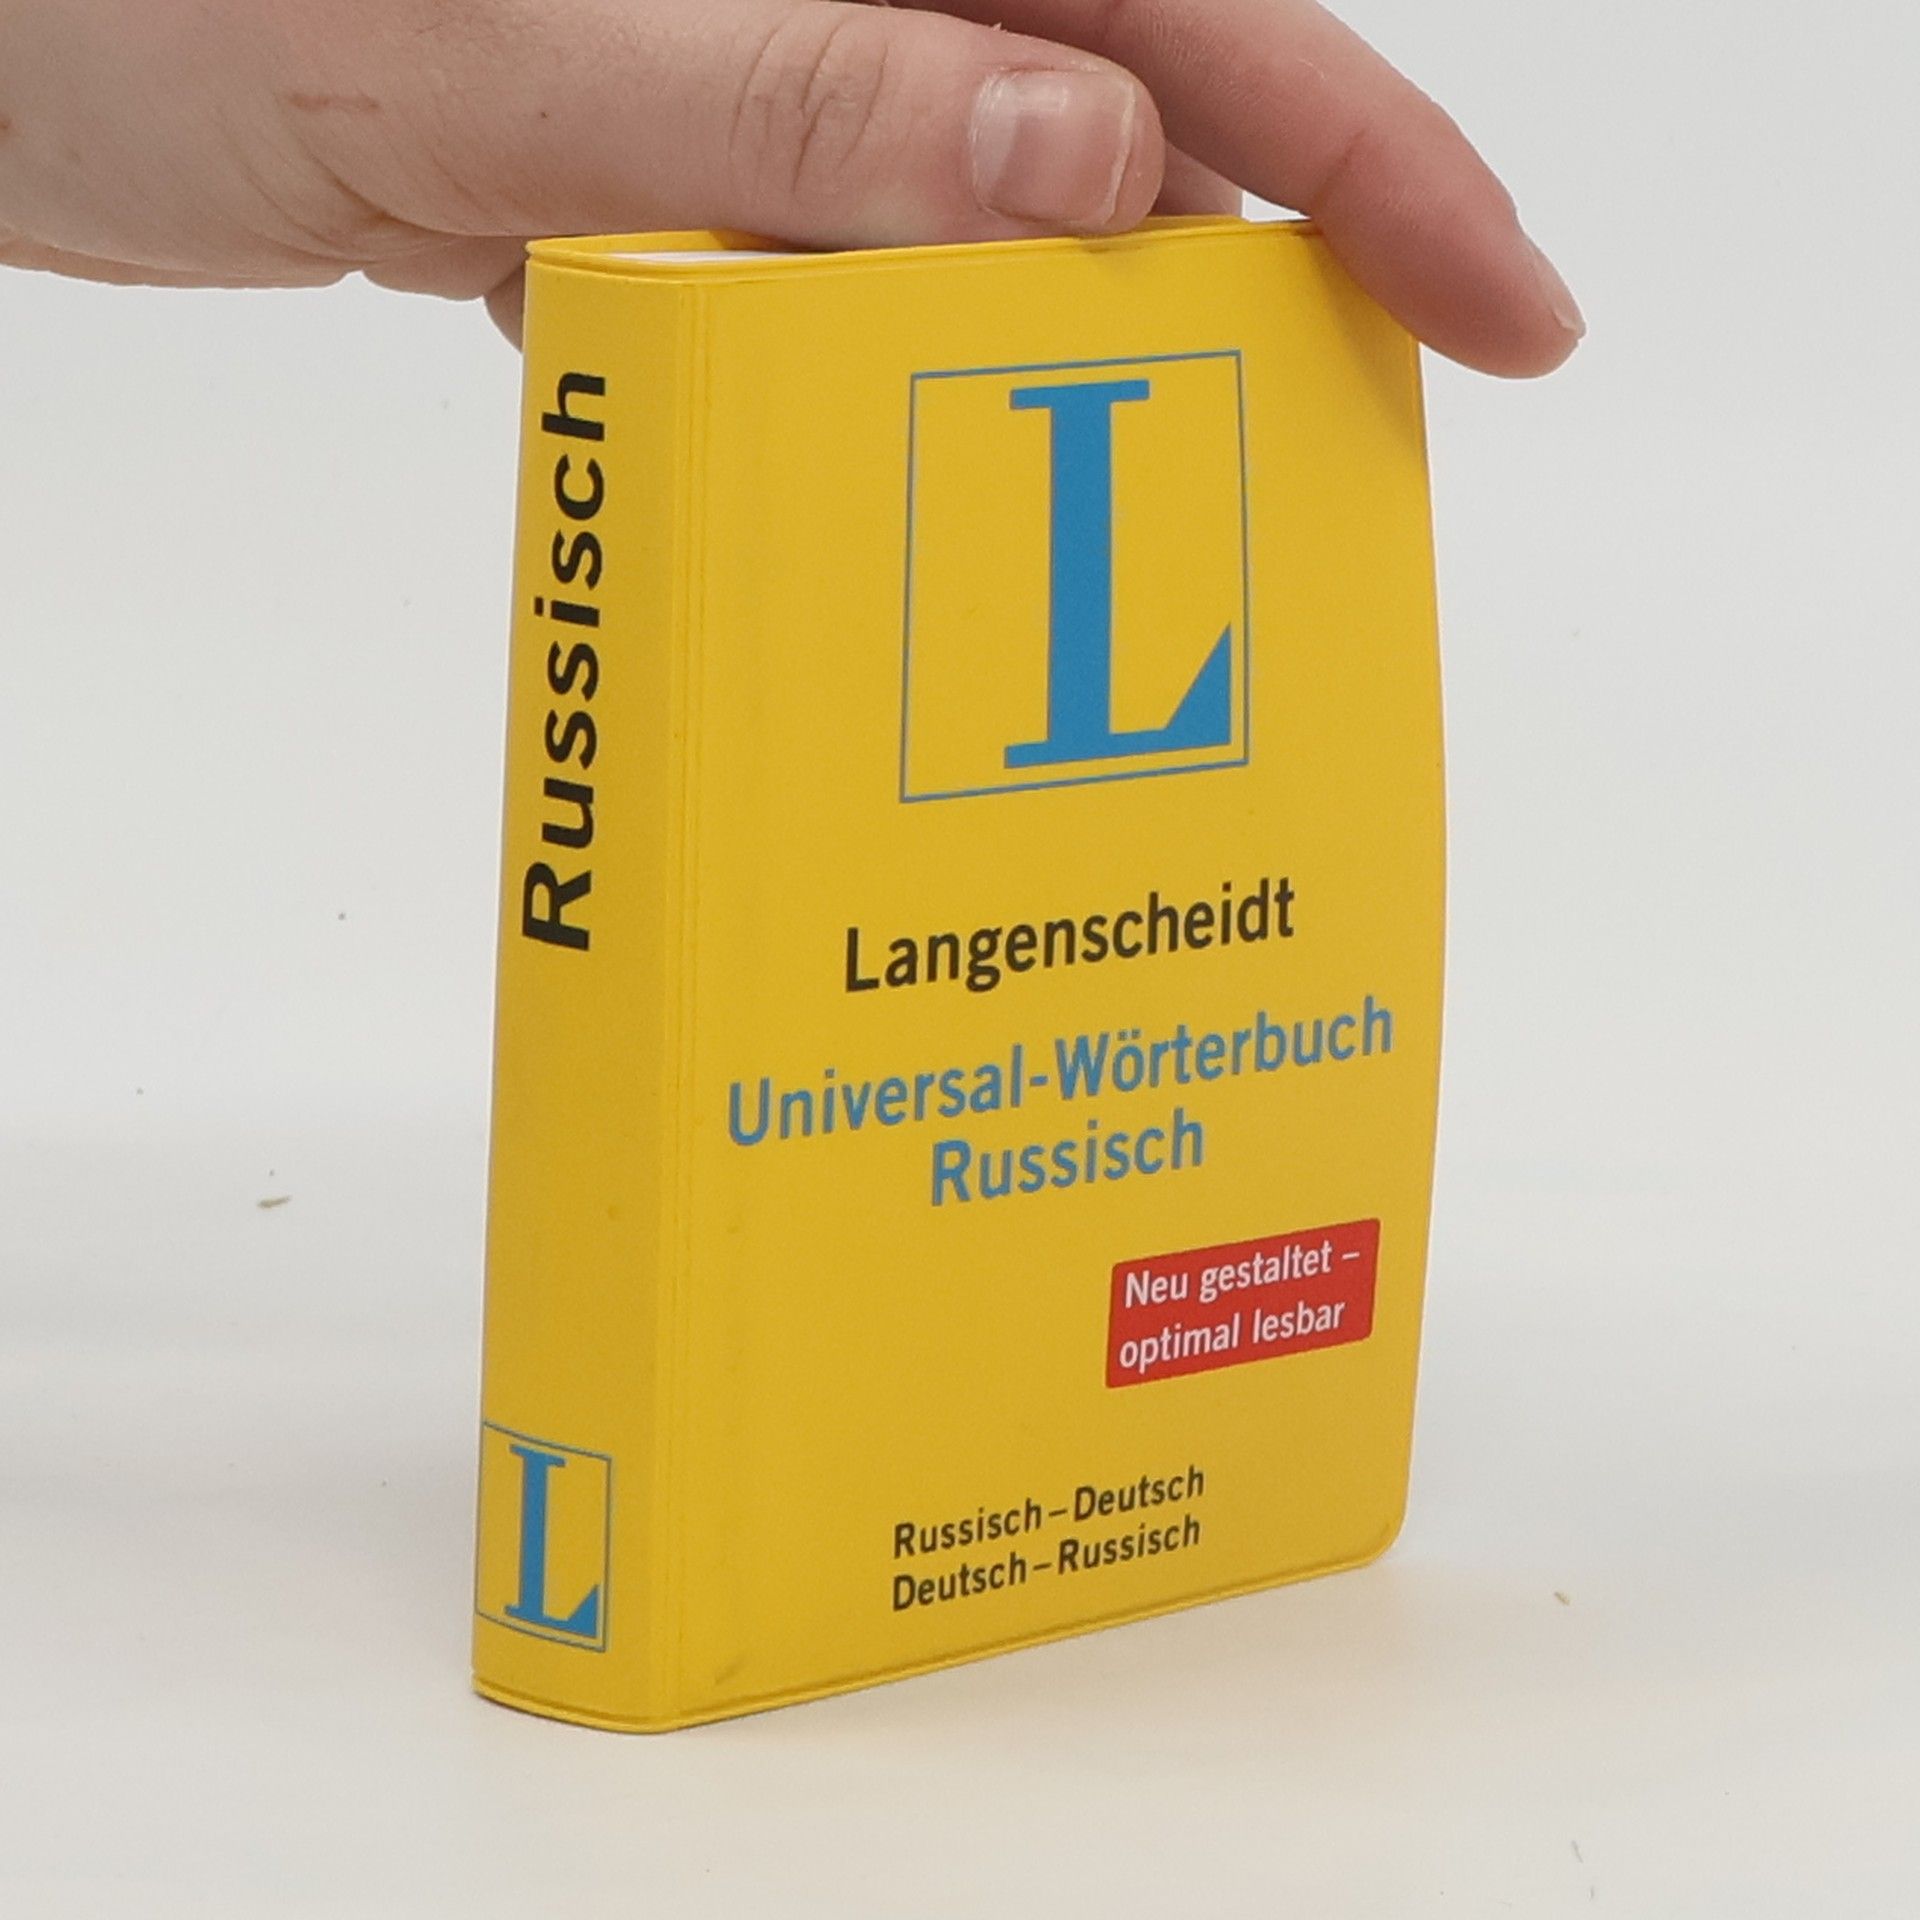 Russisch
L
L
Langenscheidt
Universal-Wörterbuch
Russisch
Neu gestaltet –
optimal lesbar
Russisch–Deutsch
Deutsch–Russisch